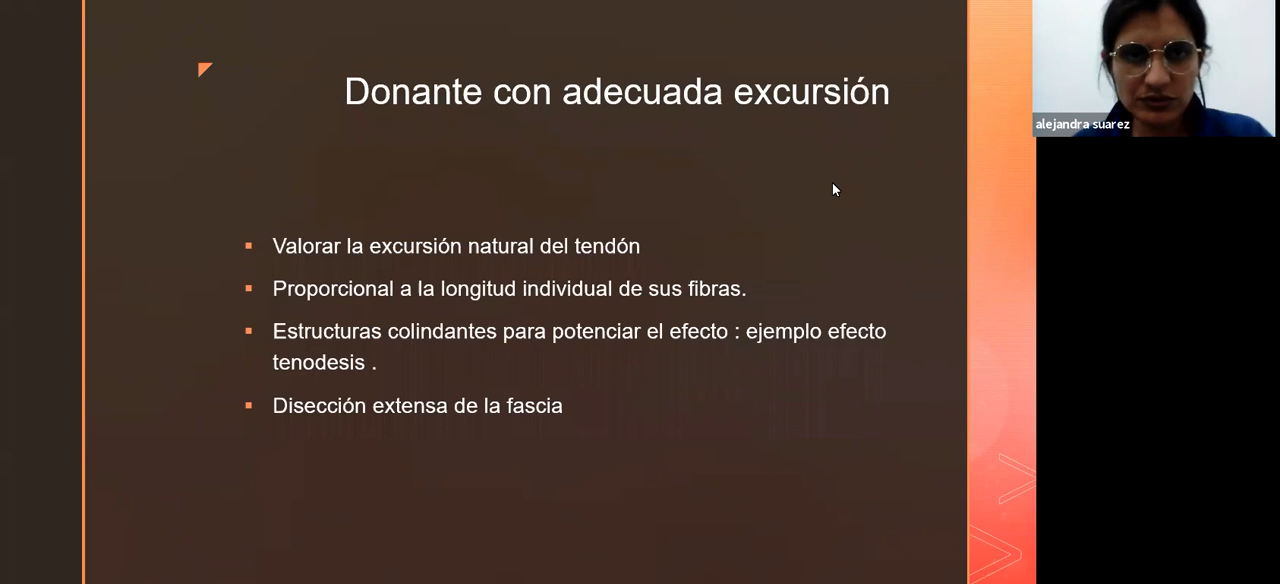 Donante con adecuada excursión
alejandra suarez
Valorar la excursión natural del tendón
Proporcional a la longitud individual de sus fibras.
Estructuras colindantes para potenciar el efecto : ejemplo efecto
tenodesis .
Disección extensa de la fascia